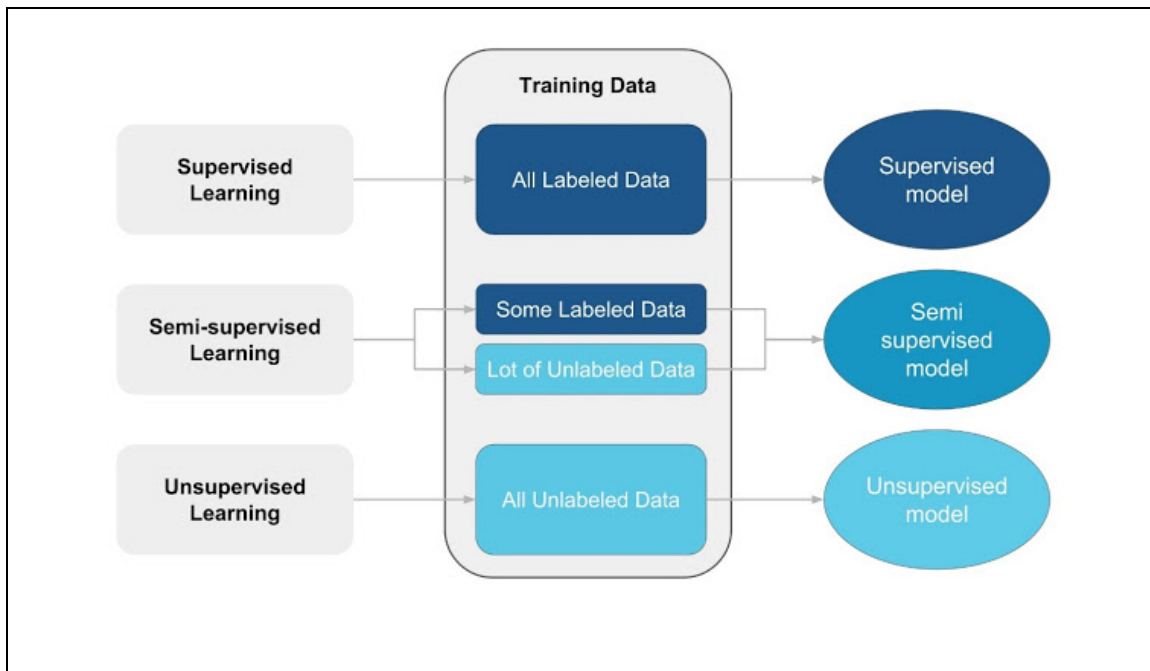 Training Data
Supervised
Learning
All Labeled Data
Supervised
model
Semi-supervised
Learning
Some Labeled Data
Lot of Unlabeled Data
Semi
supervised
model
Unsupervised
Learning
All Unlabeled Data
Unsupervised
model